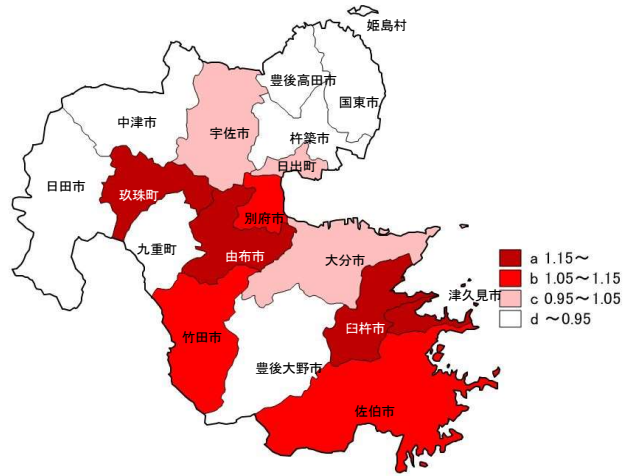 姫島村
豊後高田市
国東市
中津市
宇佐市
杵築市
日出町
日田市
玖珠町
別府市
九重町
由布市
大分市
a 1.15～
b 1.05～1.15
c 0.95～1.05
d ～0.95
津久見市
臼杵市
竹田市
豊後大野市
佐伯市